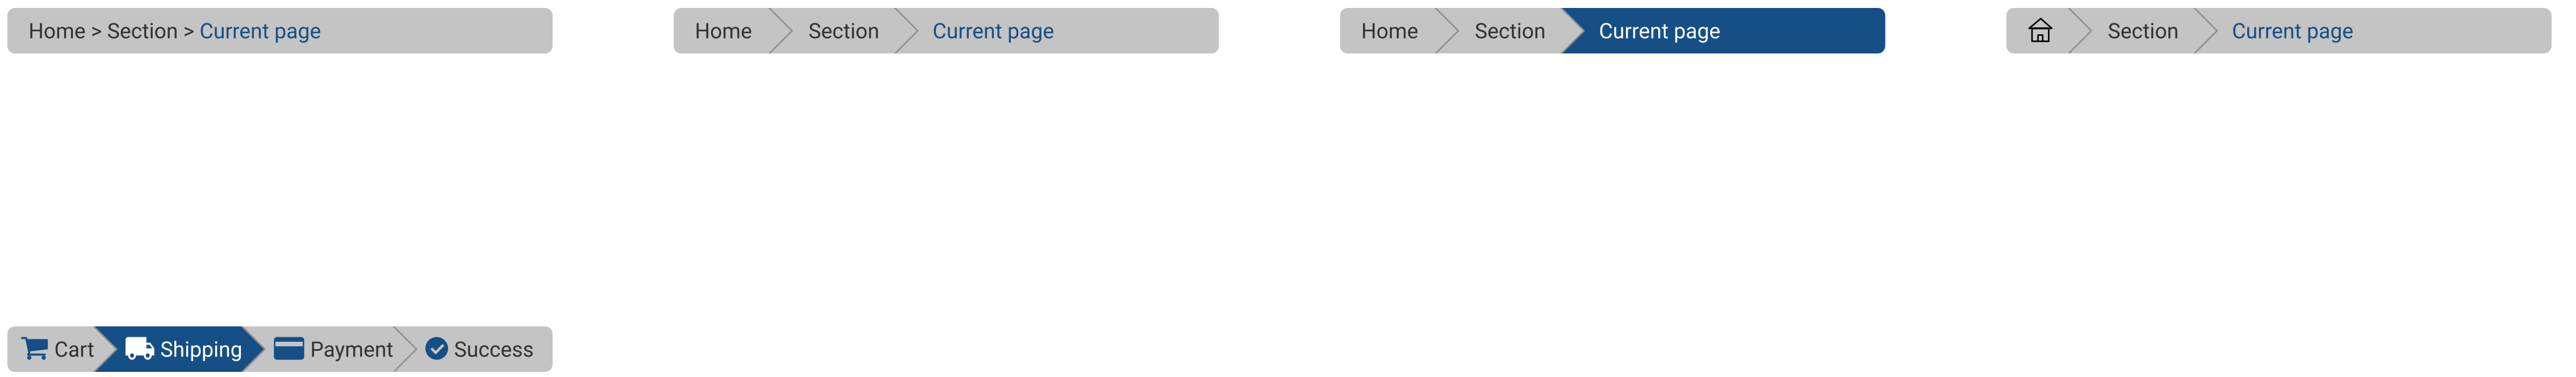 Home > Section > Current page
Home Section Current page
Home Section Current page
Section Current page
Cart Shipping Payment Success